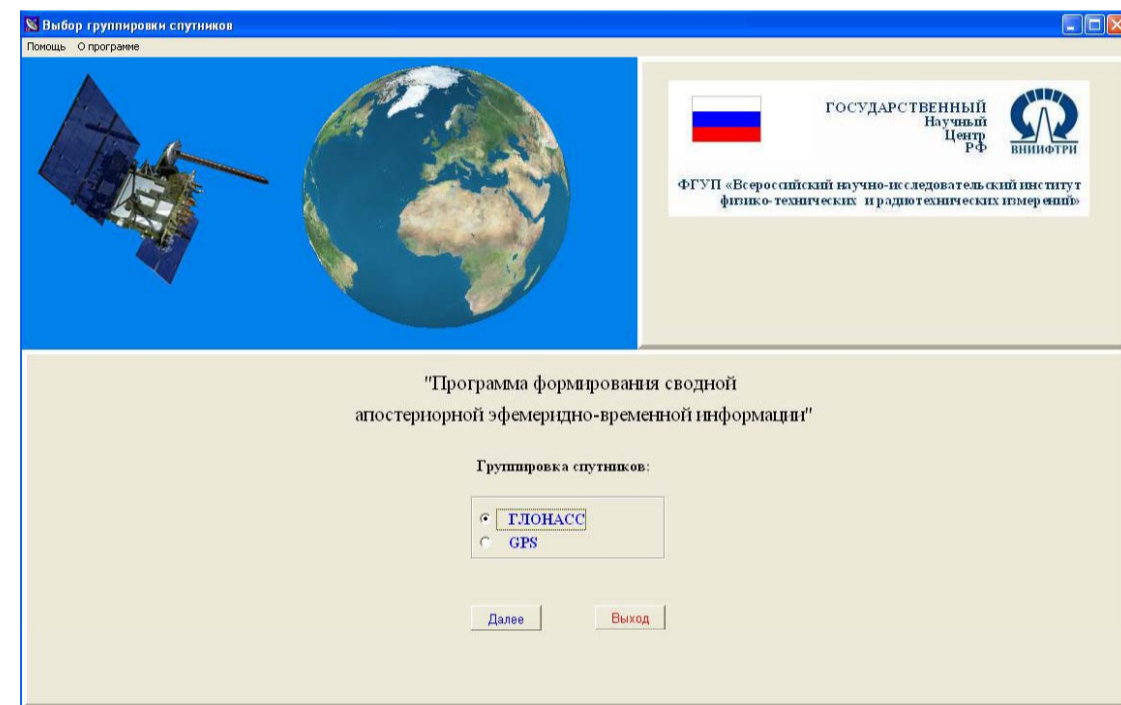 Выбор группировки спутников
Помощь О программе
ГОСУДАРСТВЕННЫЙ
Научный
Центр
РФ
ВНИИФТРИ
ФГУП «Всероссийский научно-исследовательский институт
физико-технических и радиотехнических измерений»
"Программа формирования сводной
апостериорной эфемеридно-временной информации"
Группировка спутников:
ГЛОНАСС
GPS
Далее Выход